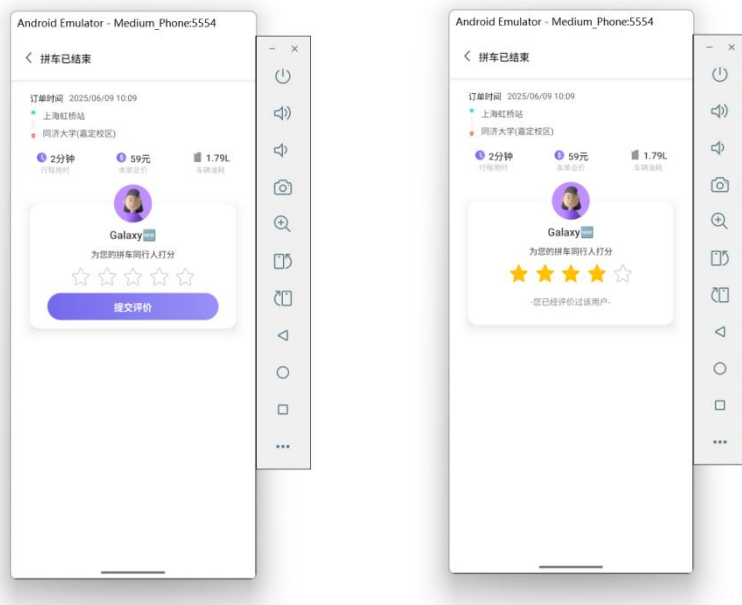 Android Emulator - Medium_Phone:5554
拼车已结束
订单时间 2025/06/09 10:09
上海虹桥站
同济大学(嘉定校区)
2分钟 59元 1.79L
行程用时 本单总价 车辆油耗
Galaxy
为您的拼车同行人打分
提交评价
Android Emulator - Medium_Phone:5554
拼车已结束
订单时间 2025/06/09 10:09
上海虹桥站
同济大学(嘉定校区)
2分钟 59元 1.79L
行程用时 本单总价 车辆油耗
Galaxy
为您的拼车同行人打分
-您已经评价过该用户-